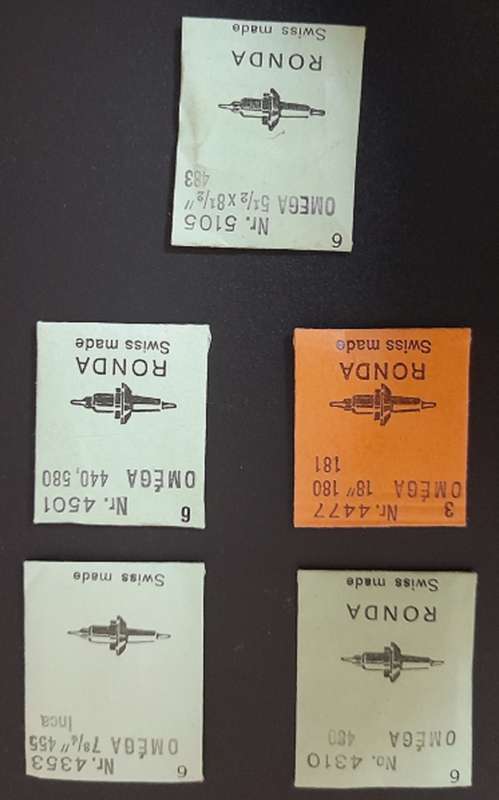 6
Nr. 5105
OMEGA 5½ x 8½'''
483
RONDA
Swiss made
6 Nr. 4501
OMÉGA 440,580
RONDA
Swiss made
3 Nr. 4477
OMÉGA 18''' 180
181
RONDA
Swiss made
6 Nr. 4353
OMÉGA 7¾''' 455
Inca
Swiss made
6 No. 4310
OMÉGA 480
RONDA
Swiss made